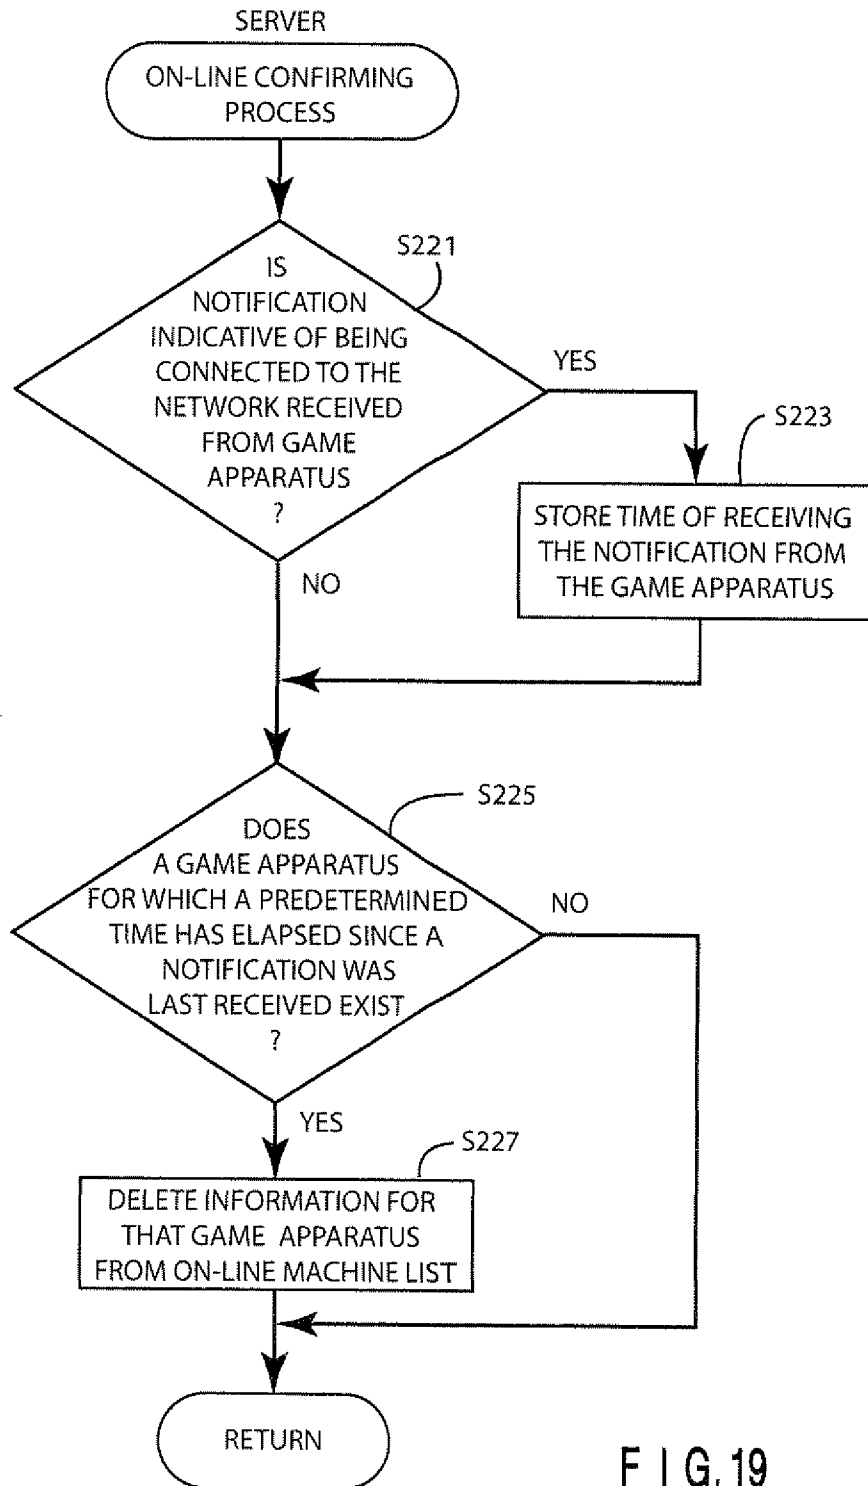 SERVER
ON-LINE CONFIRMING
PROCESS
S221
IS
NOTIFICATION
INDICATIVE OF BEING
CONNECTED TO THE
NETWORK RECEIVED
FROM GAME
APPARATUS
?
YES
S223
STORE TIME OF RECEIVING
THE NOTIFICATION FROM
THE GAME APPARATUS
NO
S225
DOES
A GAME APPARATUS
FOR WHICH A PREDETERMINED
TIME HAS ELAPSED SINCE A
NOTIFICATION WAS
LAST RECEIVED EXIST
?
NO
YES
S227
DELETE INFORMATION FOR
THAT GAME APPARATUS
FROM ON-LINE MACHINE LIST
RETURN
FIG. 19